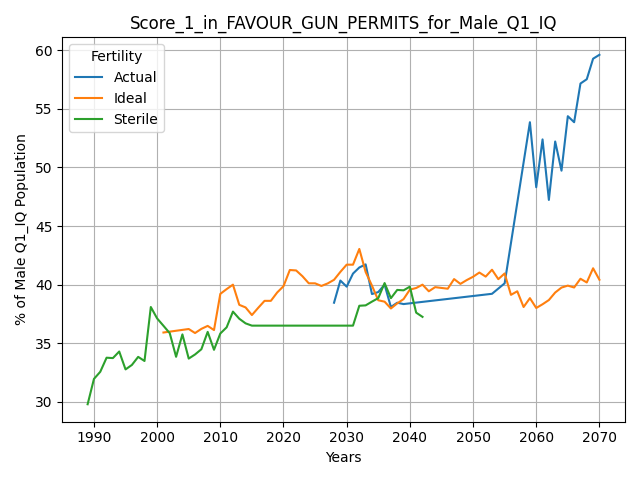 Score_1_in_FAVOUR_GUN_PERMITS_for_Male_Q1_IQ
Fertility
Actual
Ideal
Sterile
% of Male Q1_IQ Population
60
55
50
45
40
35
30
1990 2000 2010 2020 2030 2040 2050 2060 2070
Years